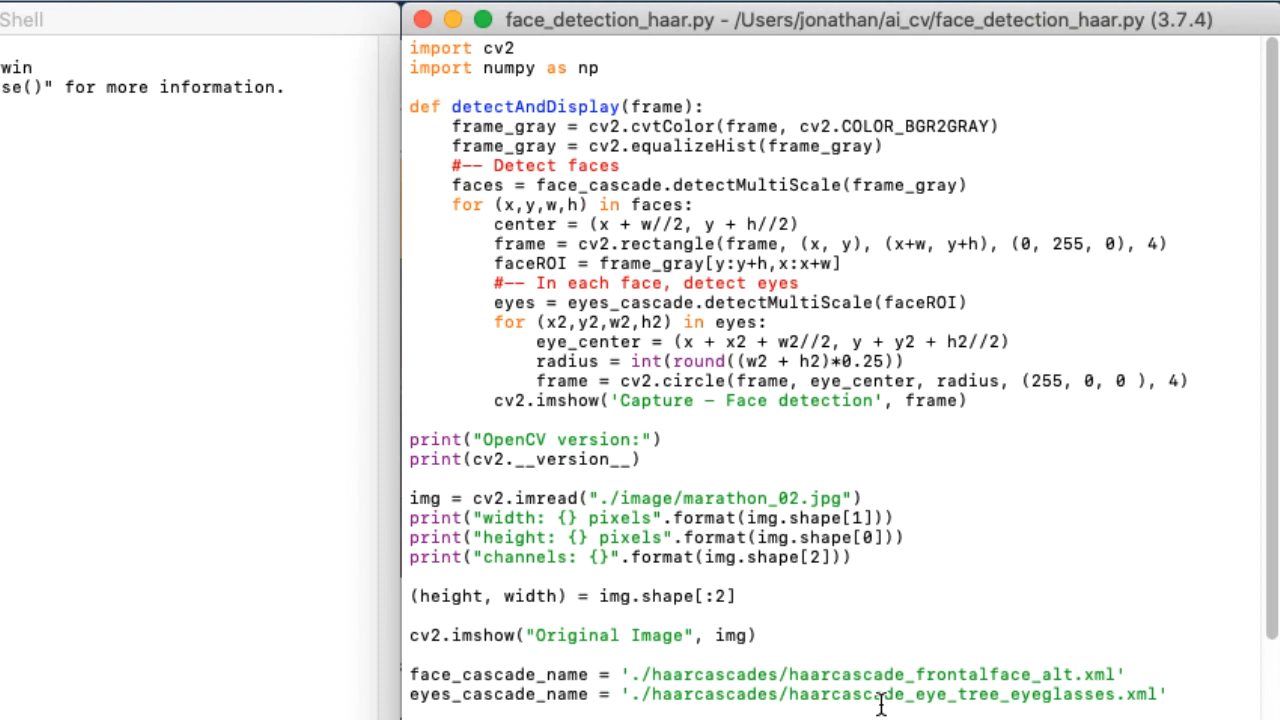 Shell
win
se()" for more information.
face_detection_haar.py - /Users/jonathan/ai_cv/face_detection_haar.py (3.7.4)
import cv2
import numpy as np

def detectAndDisplay(frame):
    frame_gray = cv2.cvtColor(frame, cv2.COLOR_BGR2GRAY)
    frame_gray = cv2.equalizeHist(frame_gray)
    #-- Detect faces
    faces = face_cascade.detectMultiScale(frame_gray)
    for (x,y,w,h) in faces:
        center = (x + w//2, y + h//2)
        frame = cv2.rectangle(frame, (x, y), (x+w, y+h), (0, 255, 0), 4)
        faceROI = frame_gray[y:y+h,x:x+w]
        #-- In each face, detect eyes
        eyes = eyes_cascade.detectMultiScale(faceROI)
        for (x2,y2,w2,h2) in eyes:
            eye_center = (x + x2 + w2//2, y + y2 + h2//2)
            radius = int(round((w2 + h2)*0.25))
            frame = cv2.circle(frame, eye_center, radius, (255, 0, 0 ), 4)
        cv2.imshow('Capture - Face detection', frame)

print("OpenCV version:")
print(cv2.__version__)

img = cv2.imread("./image/marathon_02.jpg")
print("width: {} pixels".format(img.shape[1]))
print("height: {} pixels".format(img.shape[0]))
print("channels: {}".format(img.shape[2]))

(height, width) = img.shape[:2]

cv2.imshow("Original Image", img)

face_cascade_name = './haarcascades/haarcascade_frontalface_alt.xml'
eyes_cascade_name = './haarcascades/haarcascade_eye_tree_eyeglasses.xml'